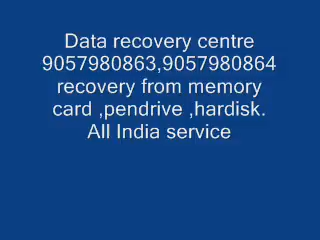 Data recovery centre
9057980863,9057980864
recovery from memory
card ,pendrive ,hardisk.
All India service